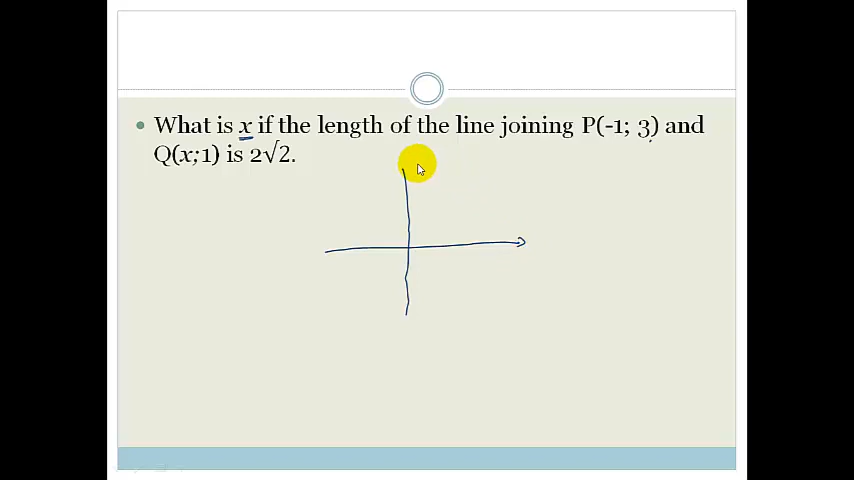 What is x if the length of the line joining P(-1; 3) and
Q(x;1) is 2√2.